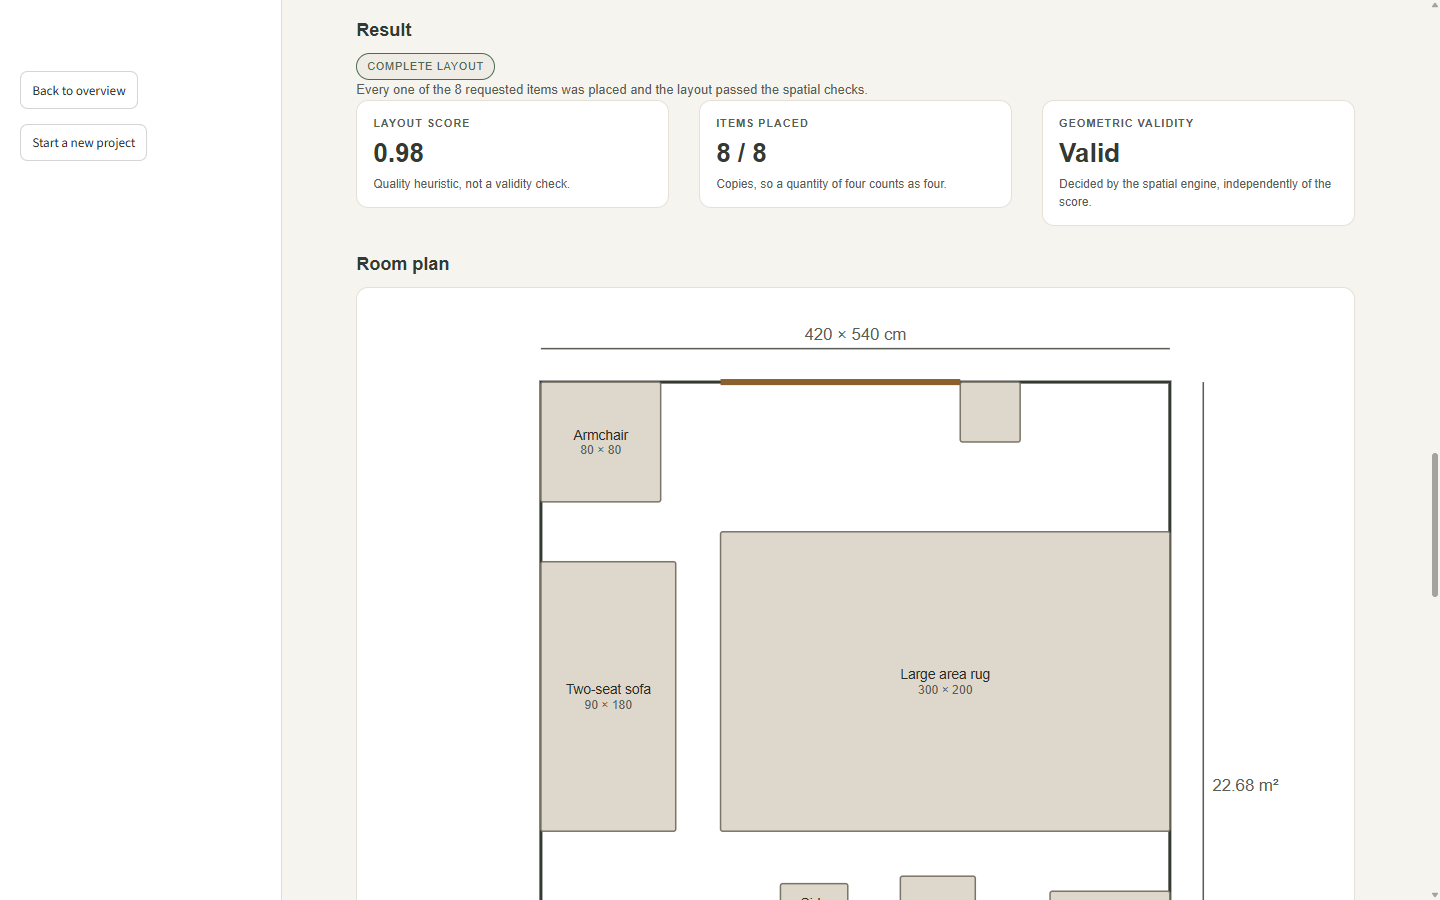 Back to overview
Start a new project
Result
COMPLETE LAYOUT
Every one of the 8 requested items was placed and the layout passed the spatial checks.
LAYOUT SCORE
0.98
Quality heuristic, not a validity check.
ITEMS PLACED
8 / 8
Copies, so a quantity of four counts as four.
GEOMETRIC VALIDITY
Valid
Decided by the spatial engine, independently of the
score.
Room plan
420 × 540 cm
Armchair
80 × 80
Large area rug
300 × 200
Two-seat sofa
90 × 180
22.68 m²